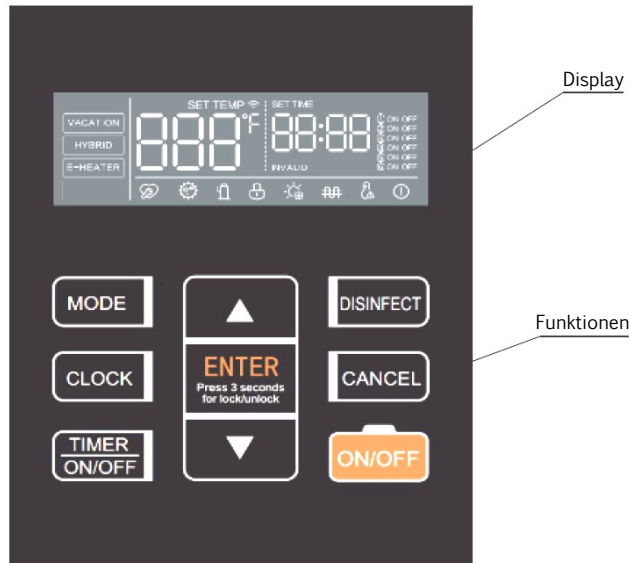 Display
SET TEMP SET TIME
VACATION
HYBRID
E-HEATER
888°F 88:88
INVALID
ON OFF
ON OFF
ON OFF
ON OFF
ON OFF
ON OFF
Funktionen
MODE
DISINFECT
CLOCK
ENTER
Press 3 seconds
for lock/unlock
CANCEL
TIMER
ON/OFF
ON/OFF